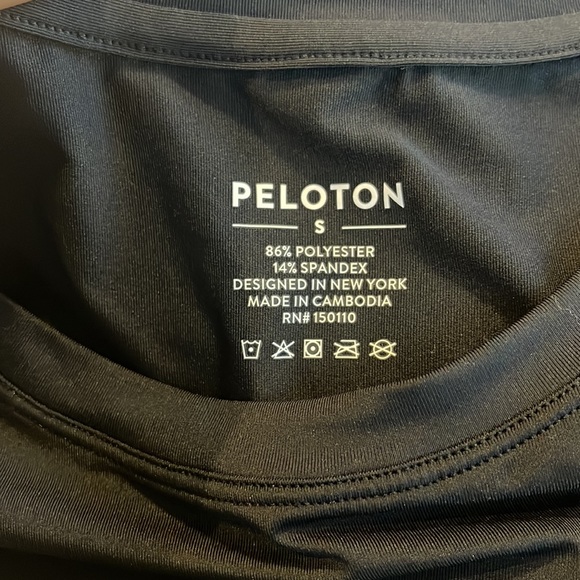 PELOTON
S
86% POLYESTER
14% SPANDEX
DESIGNED IN NEW YORK
MADE IN CAMBODIA
RN# 150110